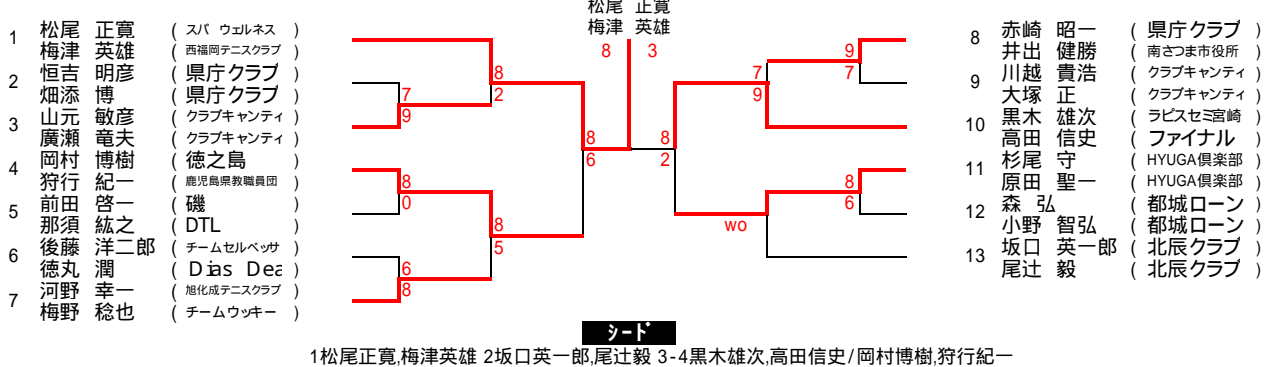 松尾 正寛
梅津 英雄
8 3
1 松尾 正寛 ( スパ ウェルネス )
梅津 英雄 ( 西福岡テニスクラブ )
2 恒吉 明彦 ( 県庁クラブ )
畑添 博 ( 県庁クラブ )
3 山元 敏彦 ( クラブキャンティ )
廣瀬 竜夫 ( クラブキャンティ )
4 岡村 博樹 ( 徳之島 )
狩行 紀一 ( 鹿児島県教職員団 )
5 前田 啓一 ( 磯 )
那須 紘之 ( DTL )
6 後藤 洋二郎 ( チームセルベッサ )
徳丸 潤 ( Dias Dea )
7 河野 幸一 ( 旭化成テニスクラブ )
梅野 稔也 ( チームウッキー )
8
2
7
9
8
6
8
0
8
5
6
8
8
2
7
9
9
7
8
6
wo
8 赤崎 昭一 ( 県庁クラブ )
井出 健勝 ( 南さつま市役所 )
9 川越 貴浩 ( クラブキャンティ )
大塚 正 ( クラブキャンティ )
10 黒木 雄次 ( ラピスセミ宮崎 )
高田 信史 ( ファイナル )
11 杉尾 守 ( HYUGA倶楽部 )
原田 聖一 ( HYUGA倶楽部 )
12 森 弘 ( 都城ローン )
小野 智弘 ( 都城ローン )
13 坂口 英一郎 ( 北辰クラブ )
尾辻 毅 ( 北辰クラブ )
シード
1松尾正寛,梅津英雄 2坂口英一郎,尾辻毅 3-4黒木雄次,高田信史/岡村博樹,狩行紀一